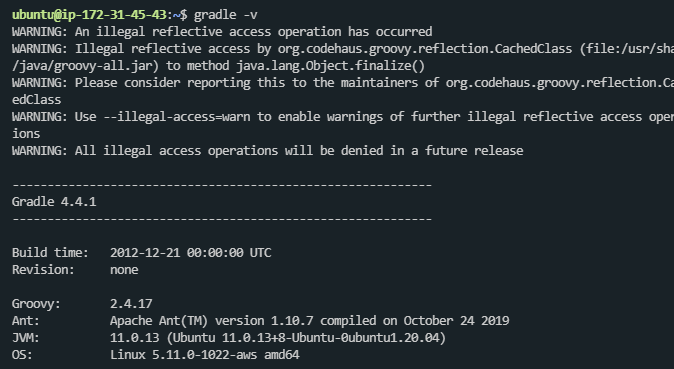 ubuntu@ip-172-31-45-43:~$ gradle -v
WARNING: An illegal reflective access operation has occurred
WARNING: Illegal reflective access by org.codehaus.groovy.reflection.CachedClass (file:/usr/sha
/java/groovy-all.jar) to method java.lang.Object.finalize()
WARNING: Please consider reporting this to the maintainers of org.codehaus.groovy.reflection.Ca
edClass
WARNING: Use --illegal-access=warn to enable warnings of further illegal reflective access oper
ions
WARNING: All illegal access operations will be denied in a future release
------------------------------------------------------------
Gradle 4.4.1
------------------------------------------------------------
Build time:   2012-12-21 00:00:00 UTC
Revision:     none
Groovy:       2.4.17
Ant:          Apache Ant(TM) version 1.10.7 compiled on October 24 2019
JVM:          11.0.13 (Ubuntu 11.0.13+8-Ubuntu-0ubuntu1.20.04)
OS:           Linux 5.11.0-1022-aws amd64